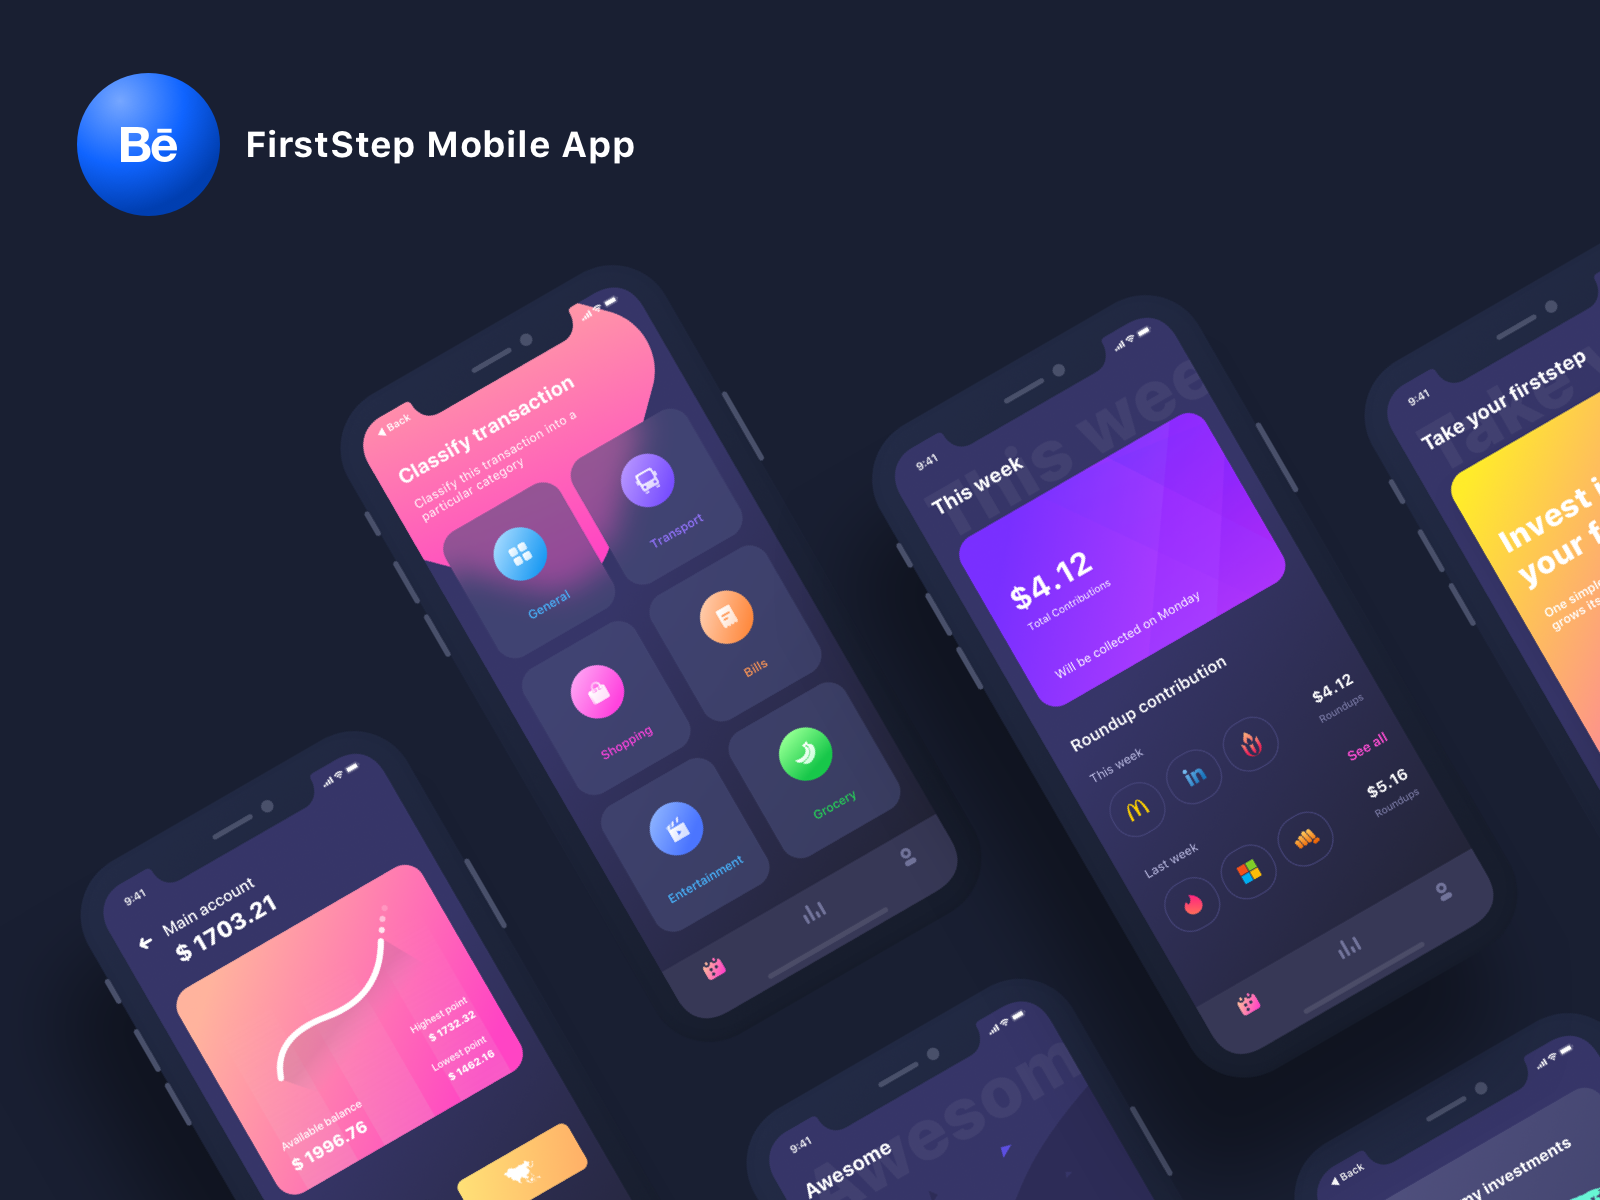 Bē
FirstStep Mobile App
Back
Classify transaction
Classify this transaction into a
particular category
General
Transport
Shopping
Bills
Entertainment
Grocery
9:41
This week
This wee
$4.12
Total Contributions
Will be collected on Monday
Roundup contribution
This week
$4.12
Roundups
See all
in
Last week
$5.16
Roundups
9:41
Take your firststep
Take
Invest i
your f
One simple
grows its
9:41
Main account
$ 1703.21
Highest point
$ 1732.32
Lowest point
$ 1462.16
Available balance
$ 1996.76
9:41
Awesome
Awesom
Back
my investments